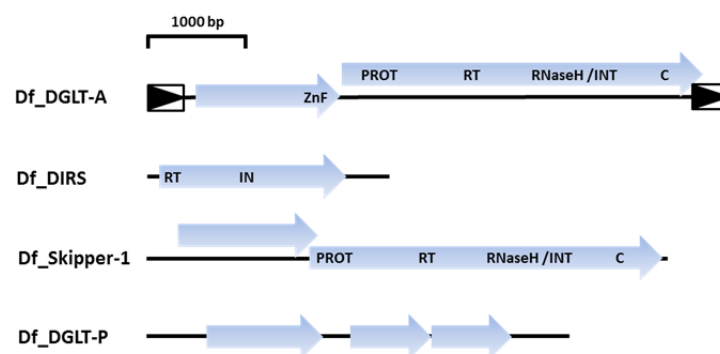 1000 bp
PROT RT RNaseH /INT C
Df_DGLT-A ZnF
Df_DIRS RT IN
Df_Skipper-1 PROT RT RNaseH /INT C
Df_DGLT-P